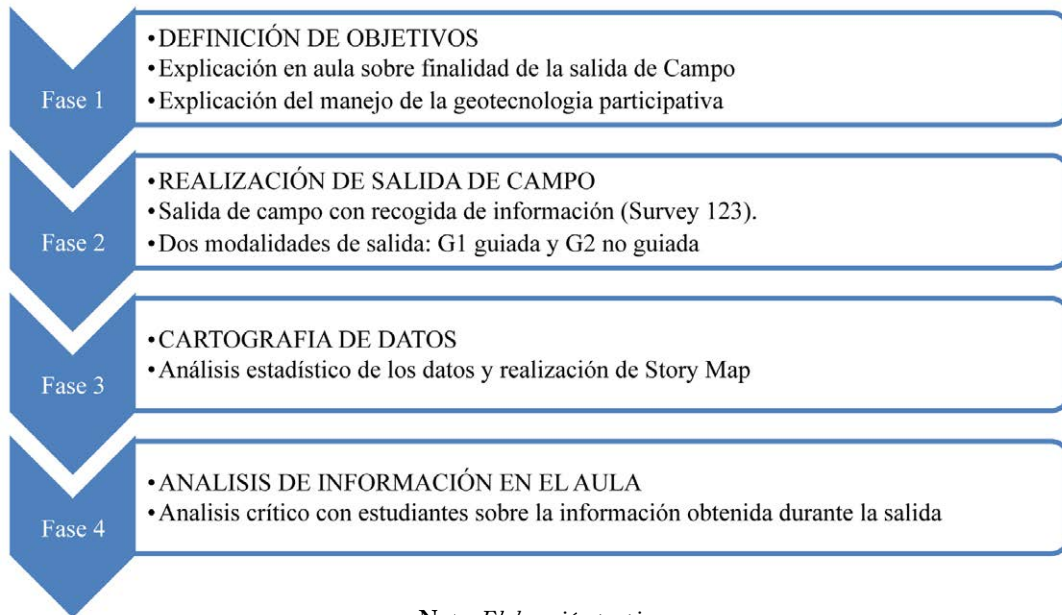 Fase 1
•DEFINICIÓN DE OBJETIVOS
•Explicación en aula sobre finalidad de la salida de Campo
•Explicación del manejo de la geotecnologia participativa
Fase 2
•REALIZACIÓN DE SALIDA DE CAMPO
•Salida de campo con recogida de información (Survey 123).
•Dos modalidades de salida: G1 guiada y G2 no guiada
Fase 3
•CARTOGRAFIA DE DATOS
•Análisis estadístico de los datos y realización de Story Map
Fase 4
•ANALISIS DE INFORMACIÓN EN EL AULA
•Analisis crítico con estudiantes sobre la información obtenida durante la salida